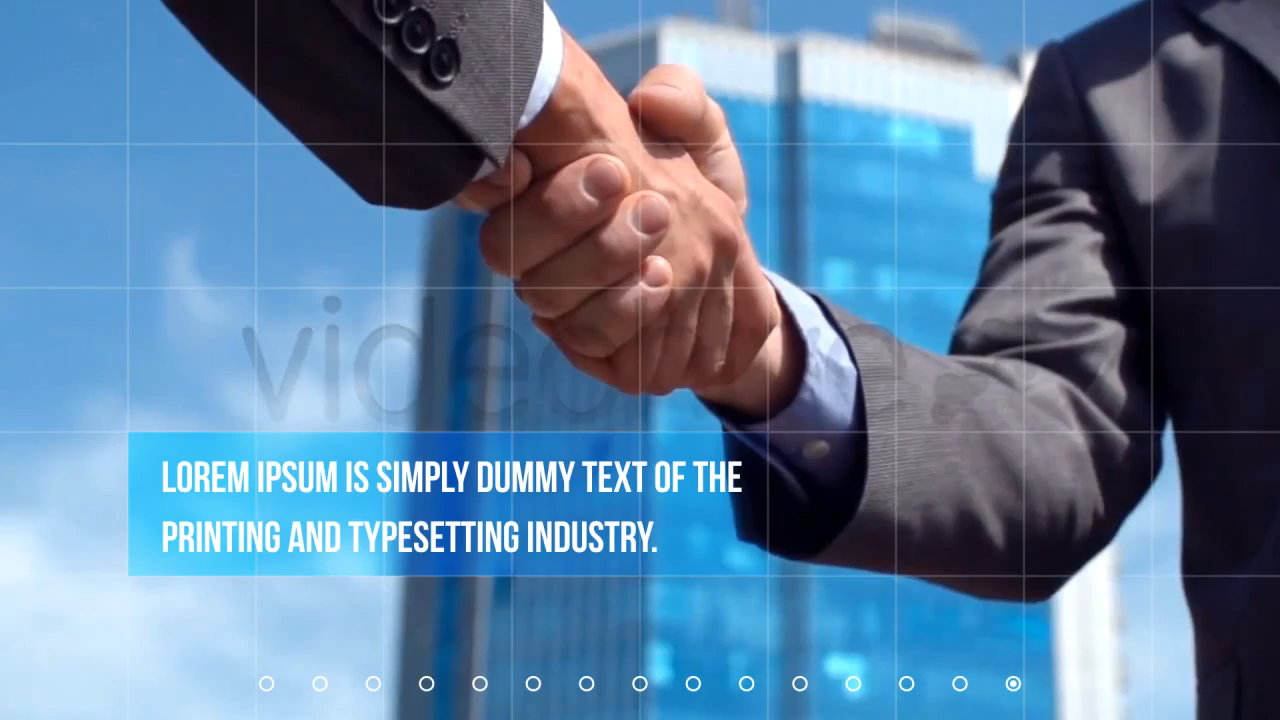 LOREM IPSUM IS SIMPLY DUMMY TEXT OF THE
PRINTING AND TYPESETTING INDUSTRY.